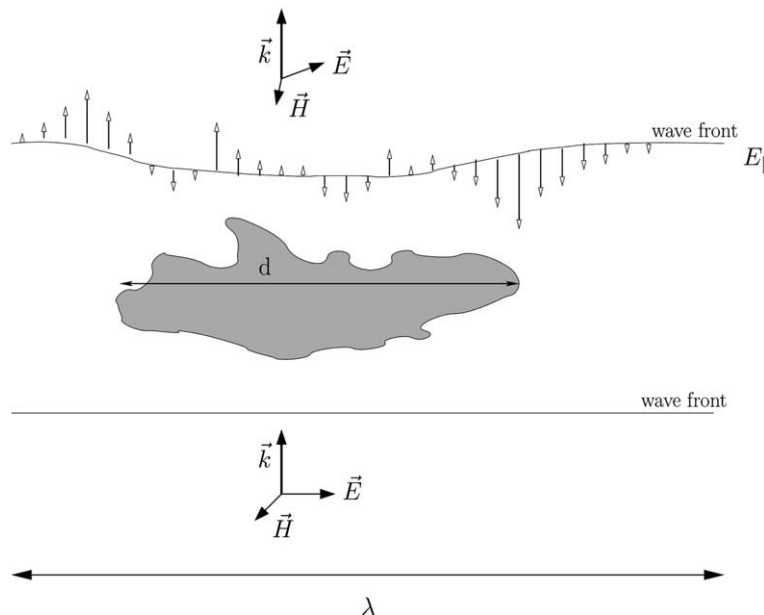 k⃗
E⃗
H⃗
wave front
E|
d
wave front
k⃗
E⃗
H⃗
λ